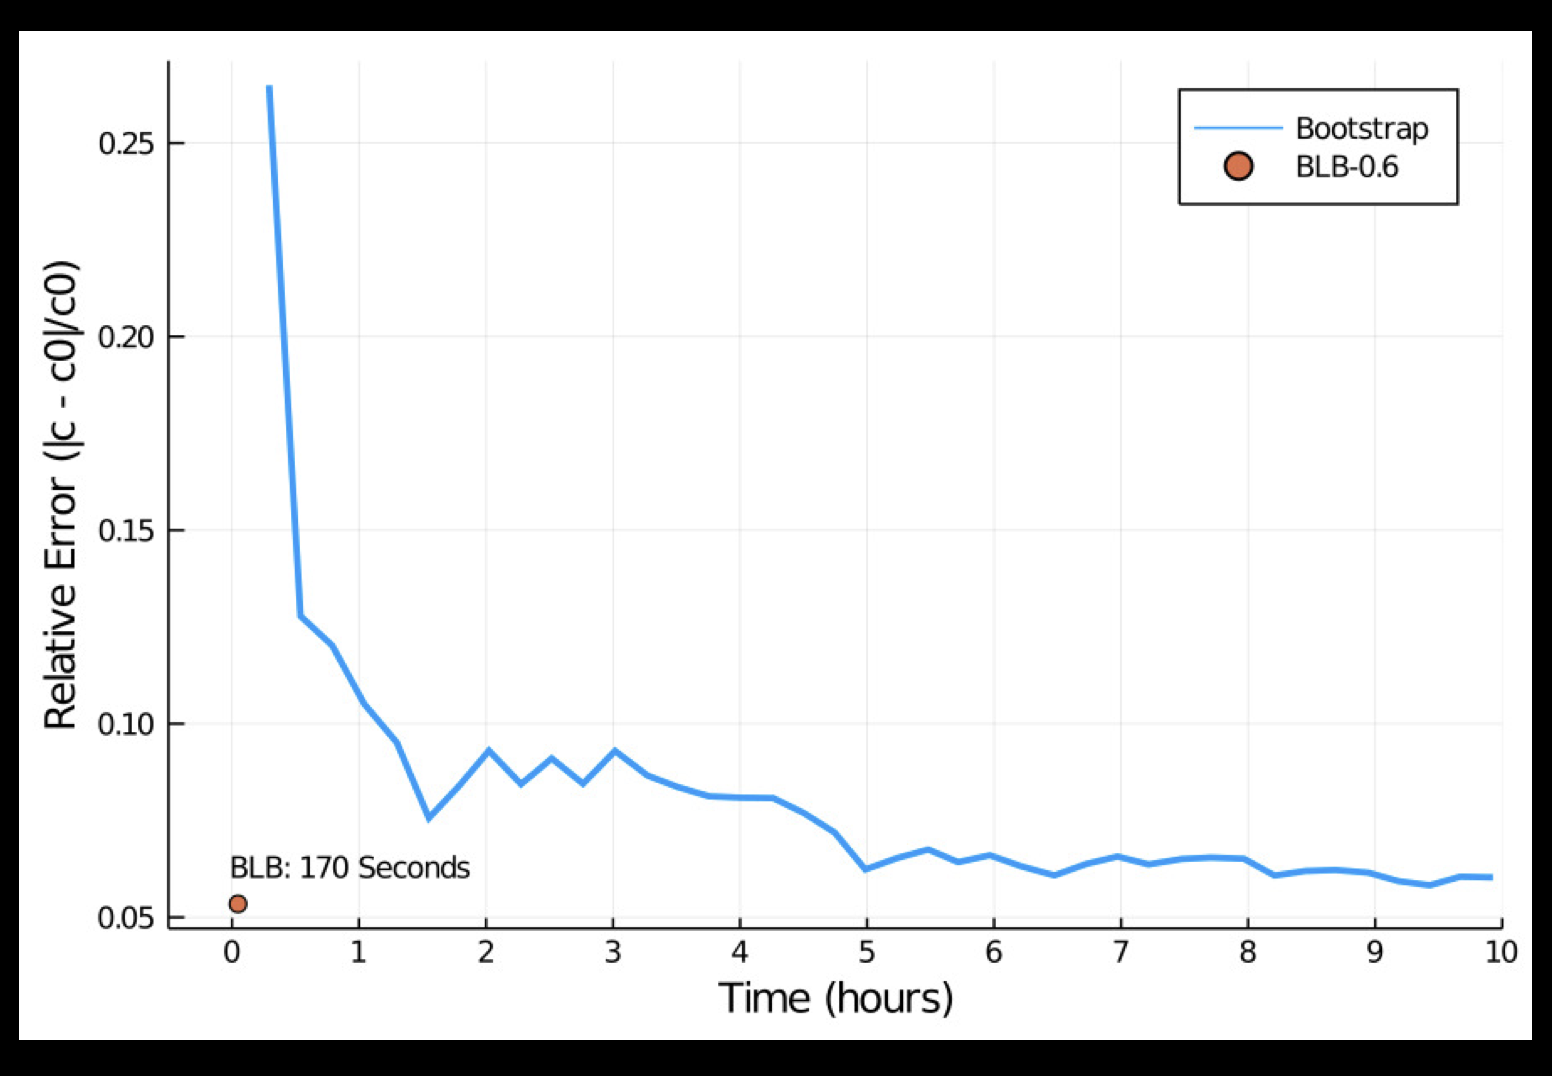 Relative Error (|c - c0|/c0)
0.25
0.20
0.15
0.10
0.05
Bootstrap
BLB-0.6
BLB: 170 Seconds
0 1 2 3 4 5 6 7 8 9 10
Time (hours)